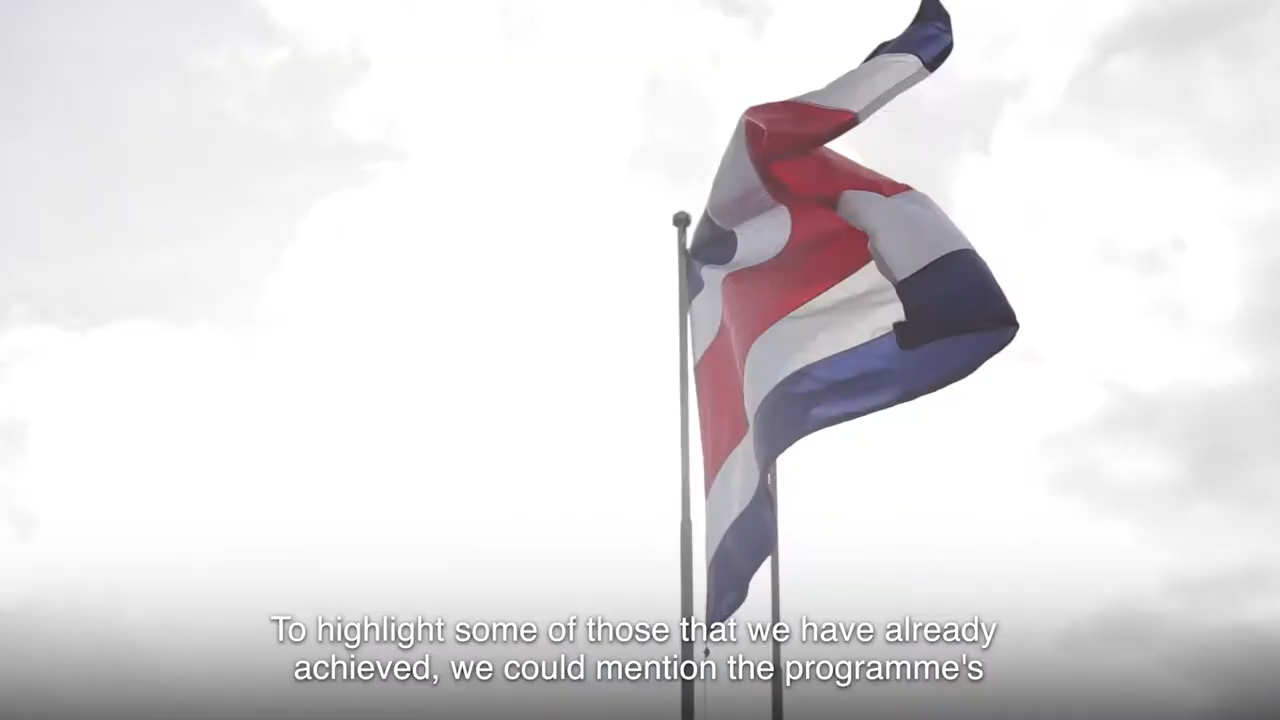 To highlight some of those that we have already
achieved, we could mention the programme's